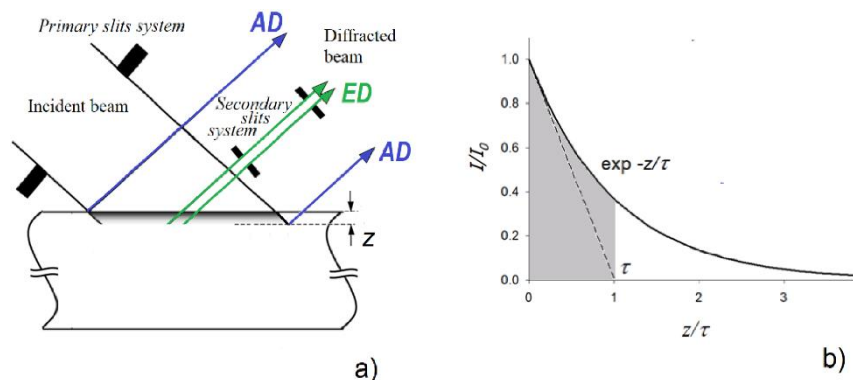 Primary slits system
AD
Diffracted
beam
Incident beam
Secondary
slits
system
ED
AD
z
a)
I/I₀
1.0
0.8
0.6
0.4
0.2
0.0
exp -z/τ
τ
0
1
2
3
z/τ
b)